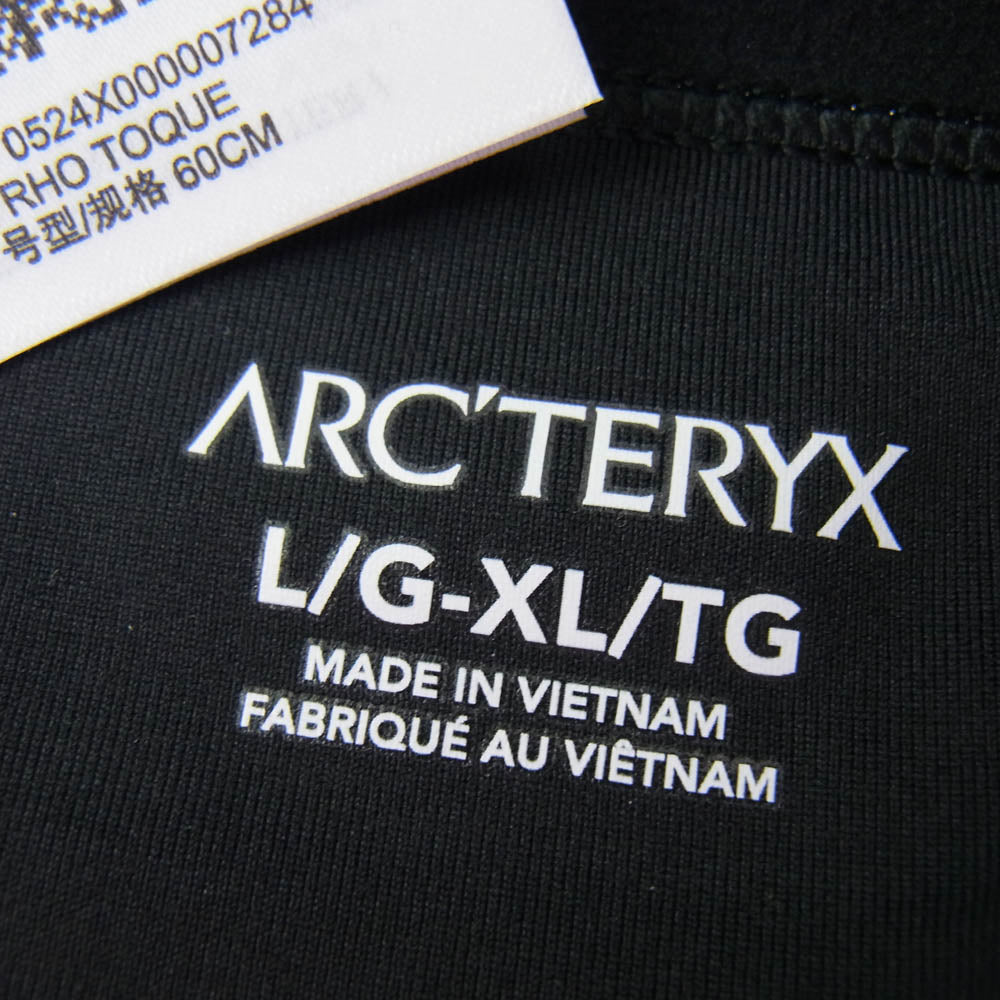 0524X000007284
RHO TOQUE
号型/规格 60CM
ARC'TERYX
L/G-XL/TG
MADE IN VIETNAM
FABRIQUÉ AU VIÊTNAM